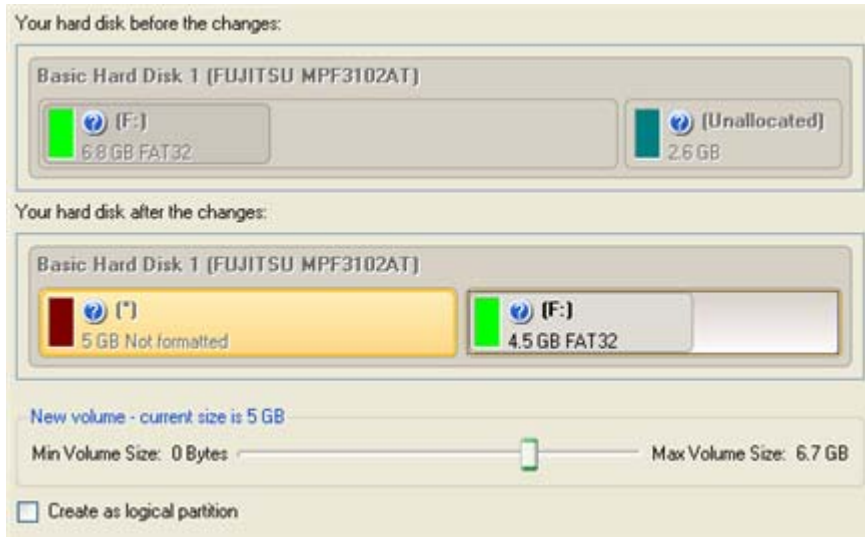 Your hard disk before the changes:
Basic Hard Disk 1 (FUJITSU MPF3102AT)
(F:)
6.8 GB FAT32
(Unallocated)
2.6 GB
Your hard disk after the changes:
Basic Hard Disk 1 (FUJITSU MPF3102AT)
(*)
5 GB Not formatted
(F:)
4.5 GB FAT32
New volume - current size is 5 GB
Min Volume Size: 0 Bytes
Max Volume Size: 6.7 GB
Create as logical partition